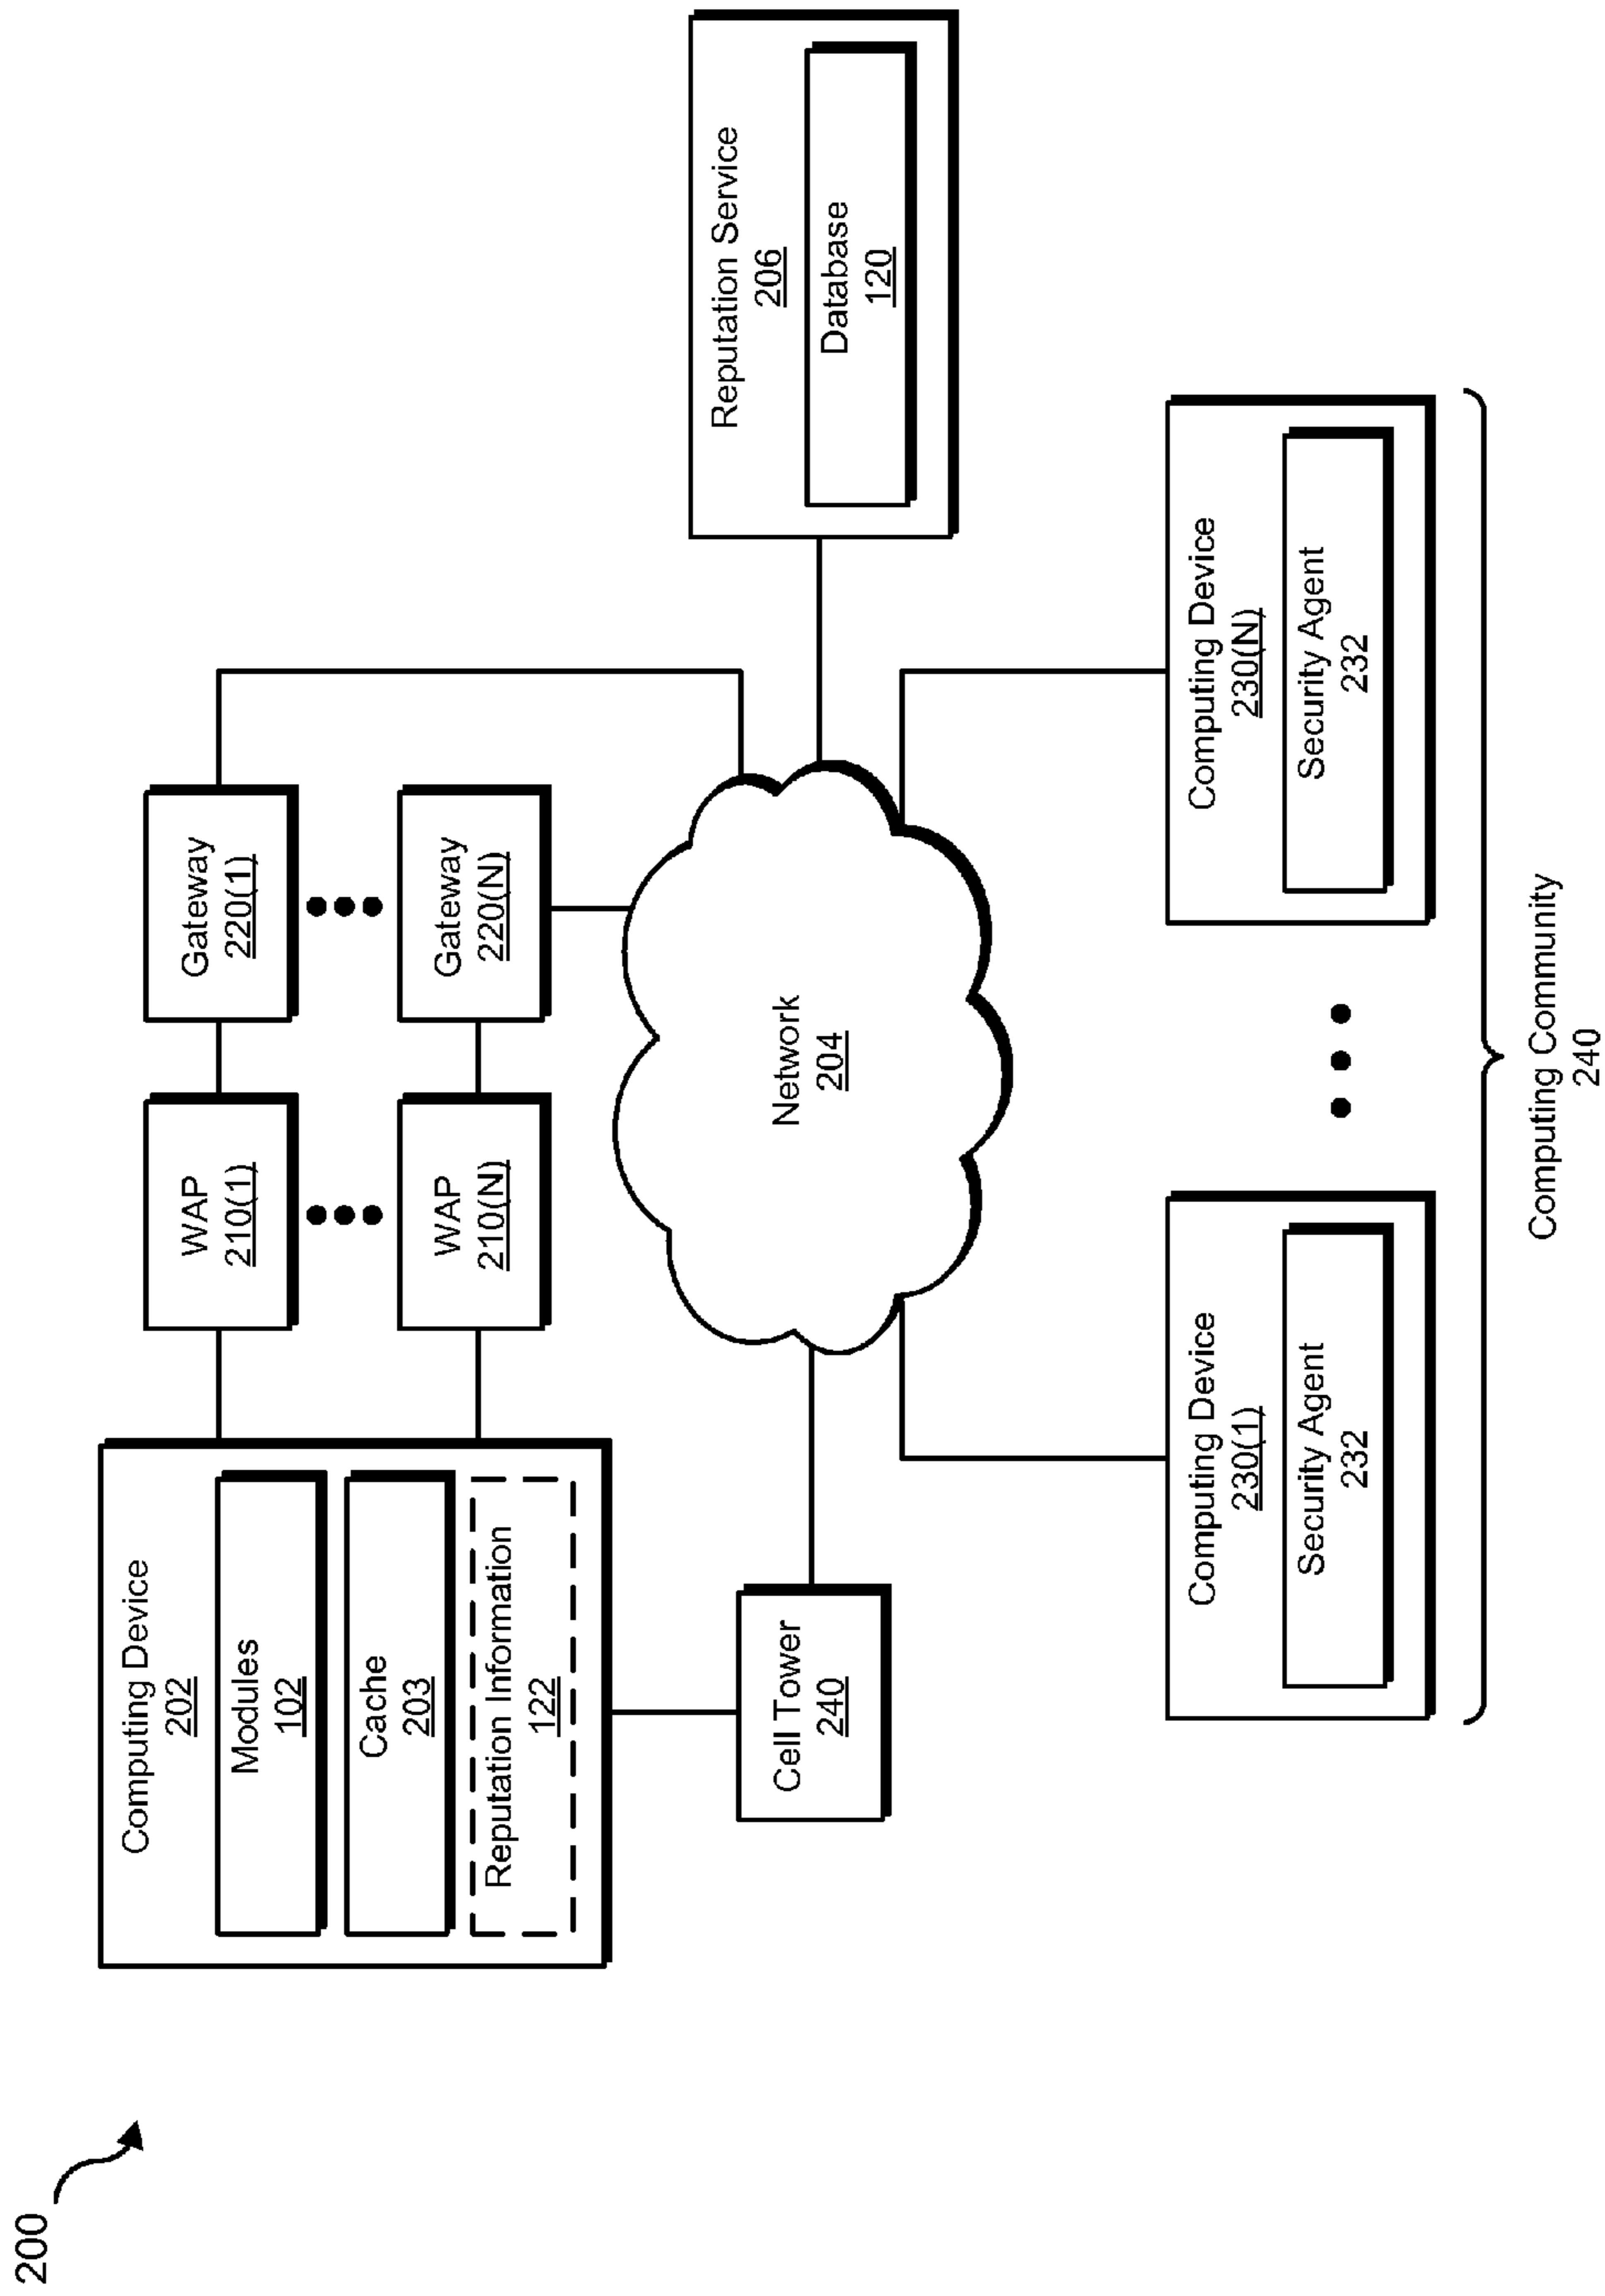 200
Computing Device
202
Modules
102
Cache
203
Reputation Information
122
WAP
210(1)
Gateway
220(1)
WAP
210(N)
Gateway
220(N)
Cell Tower
240
Network
204
Reputation Service
206
Database
120
Computing Device
230(1)
Security Agent
232
Computing Device
230(N)
Security Agent
232
Computing Community
240